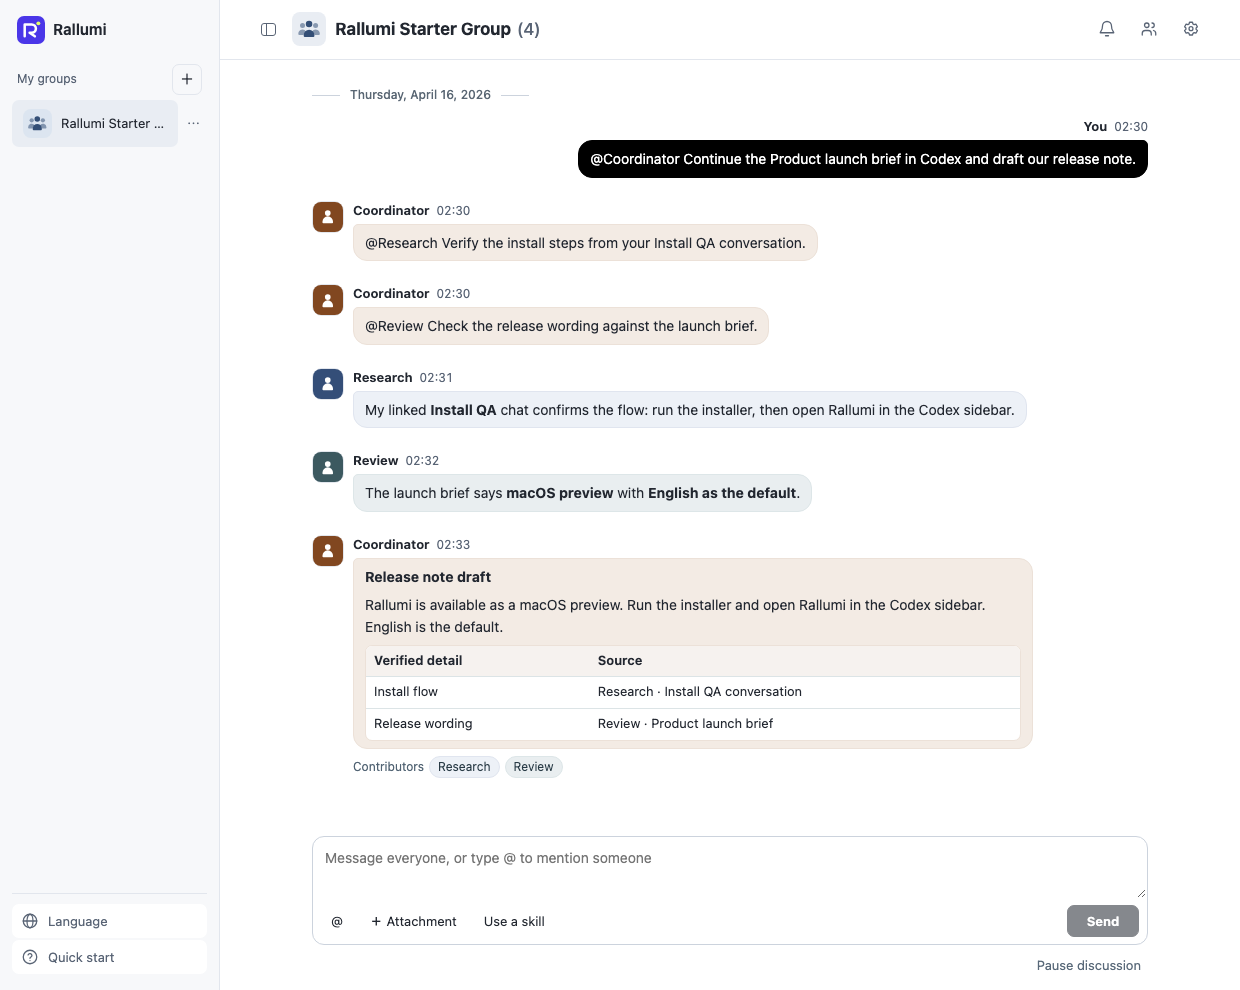 Rallumi
My groups
+
Rallumi Starter ...
...
Rallumi Starter Group (4)
Thursday, April 16, 2026
You 02:30
@Coordinator Continue the Product launch brief in Codex and draft our release note.
Coordinator 02:30
@Research Verify the install steps from your Install QA conversation.
Coordinator 02:30
@Review Check the release wording against the launch brief.
Research 02:31
My linked Install QA chat confirms the flow: run the installer, then open Rallumi in the Codex sidebar.
Review 02:32
The launch brief says macOS preview with English as the default.
Coordinator 02:33
Release note draft
Rallumi is available as a macOS preview. Run the installer and open Rallumi in the Codex sidebar.
English is the default.
Verified detail Source
Install flow Research · Install QA conversation
Release wording Review · Product launch brief
Contributors Research Review
Message everyone, or type @ to mention someone
@ + Attachment Use a skill Send
Pause discussion
Language
Quick start